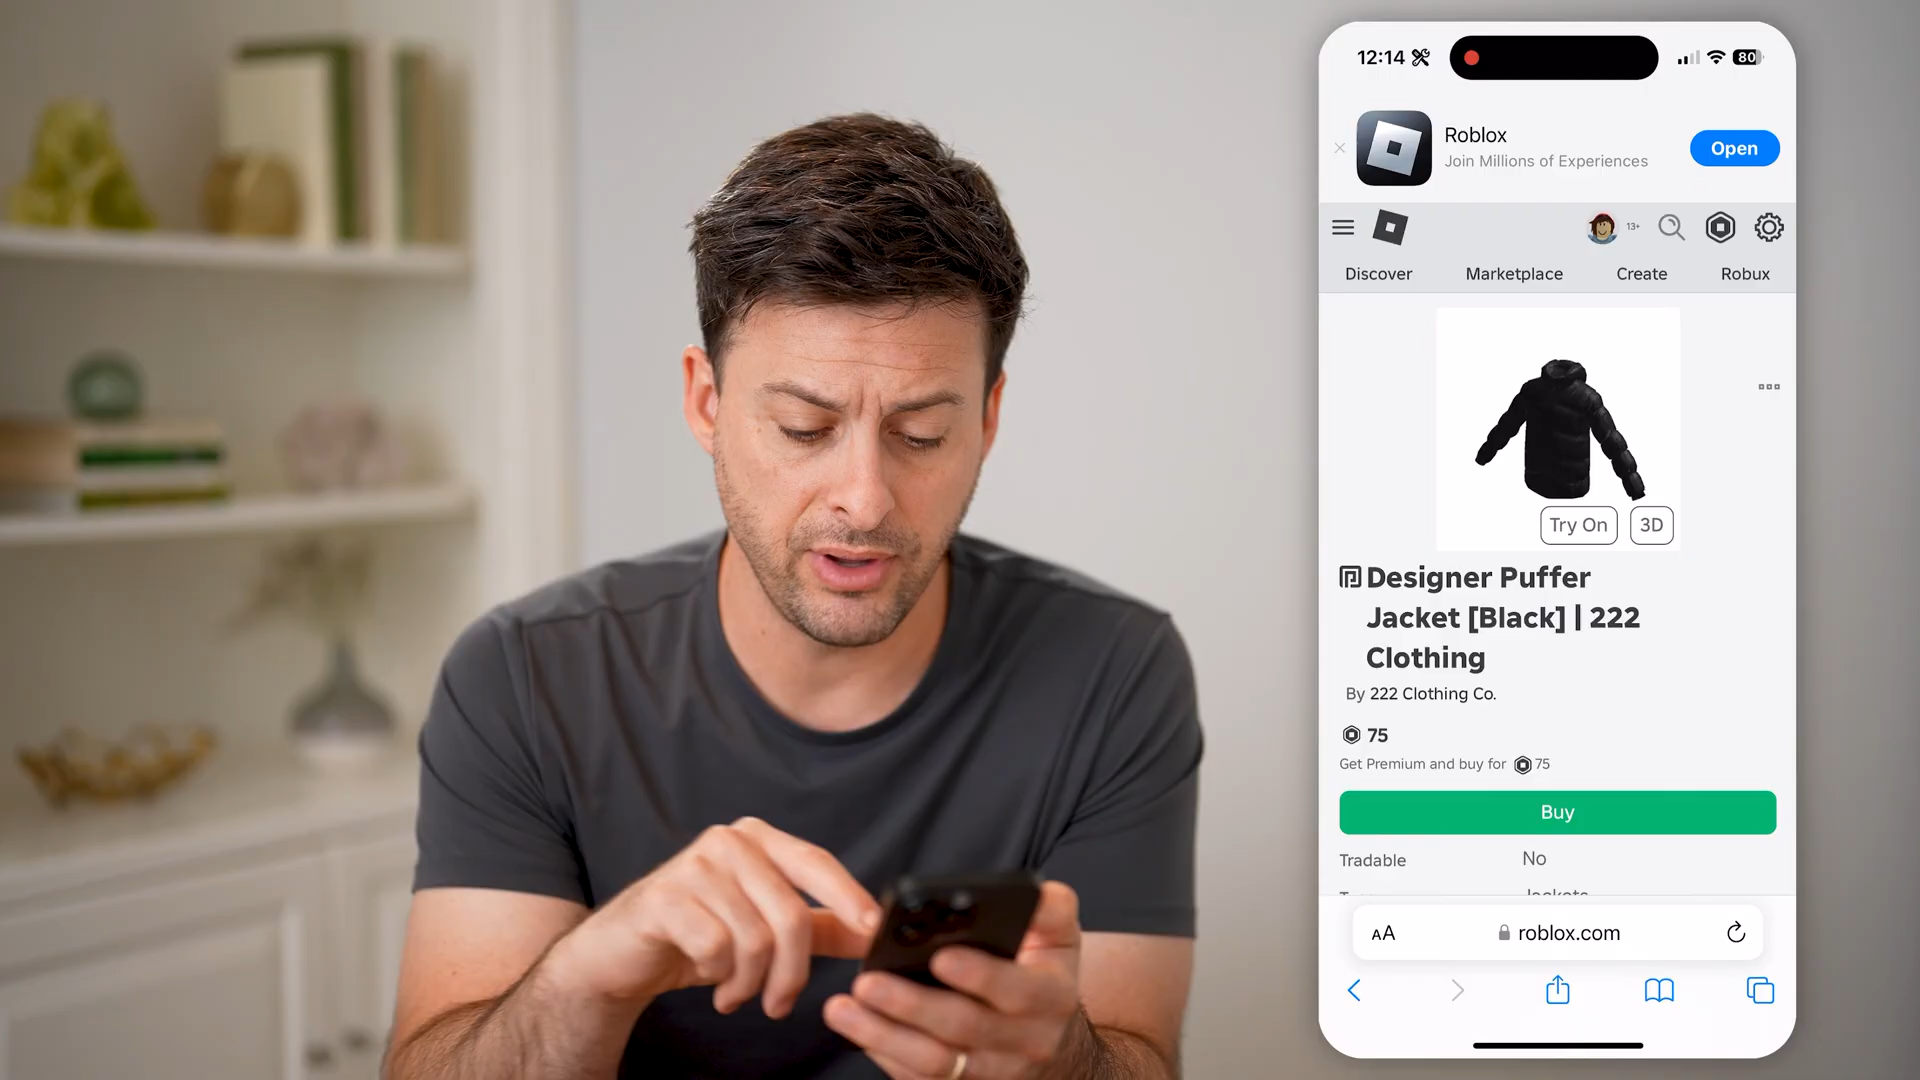 12:14
80
Roblox
Join Millions of Experiences
Open
13+
Discover
Marketplace
Create
Robux
Try On
3D
Designer Puffer
Jacket [Black] | 222
Clothing
By 222 Clothing Co.
75
Get Premium and buy for 75
Buy
Tradable
No
Jackets
AA
roblox.com